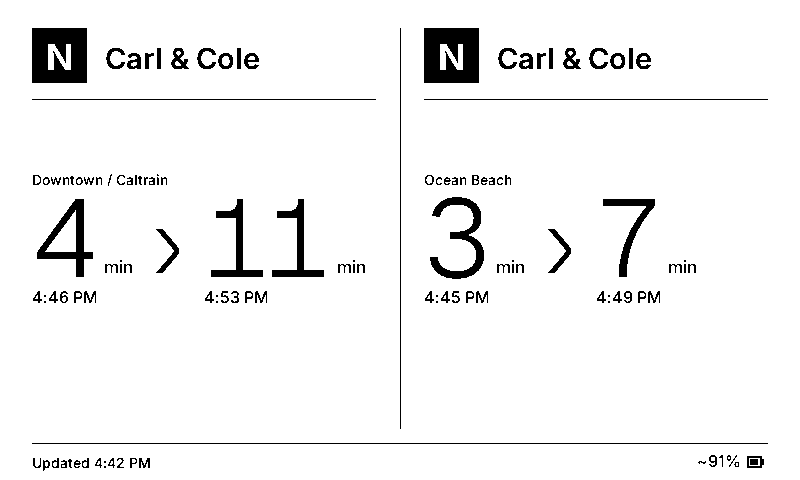 N Carl & Cole
Downtown / Caltrain
4 min > 11 min
4:46 PM 4:53 PM
N Carl & Cole
Ocean Beach
3 min > 7 min
4:45 PM 4:49 PM
Updated 4:42 PM
~91%